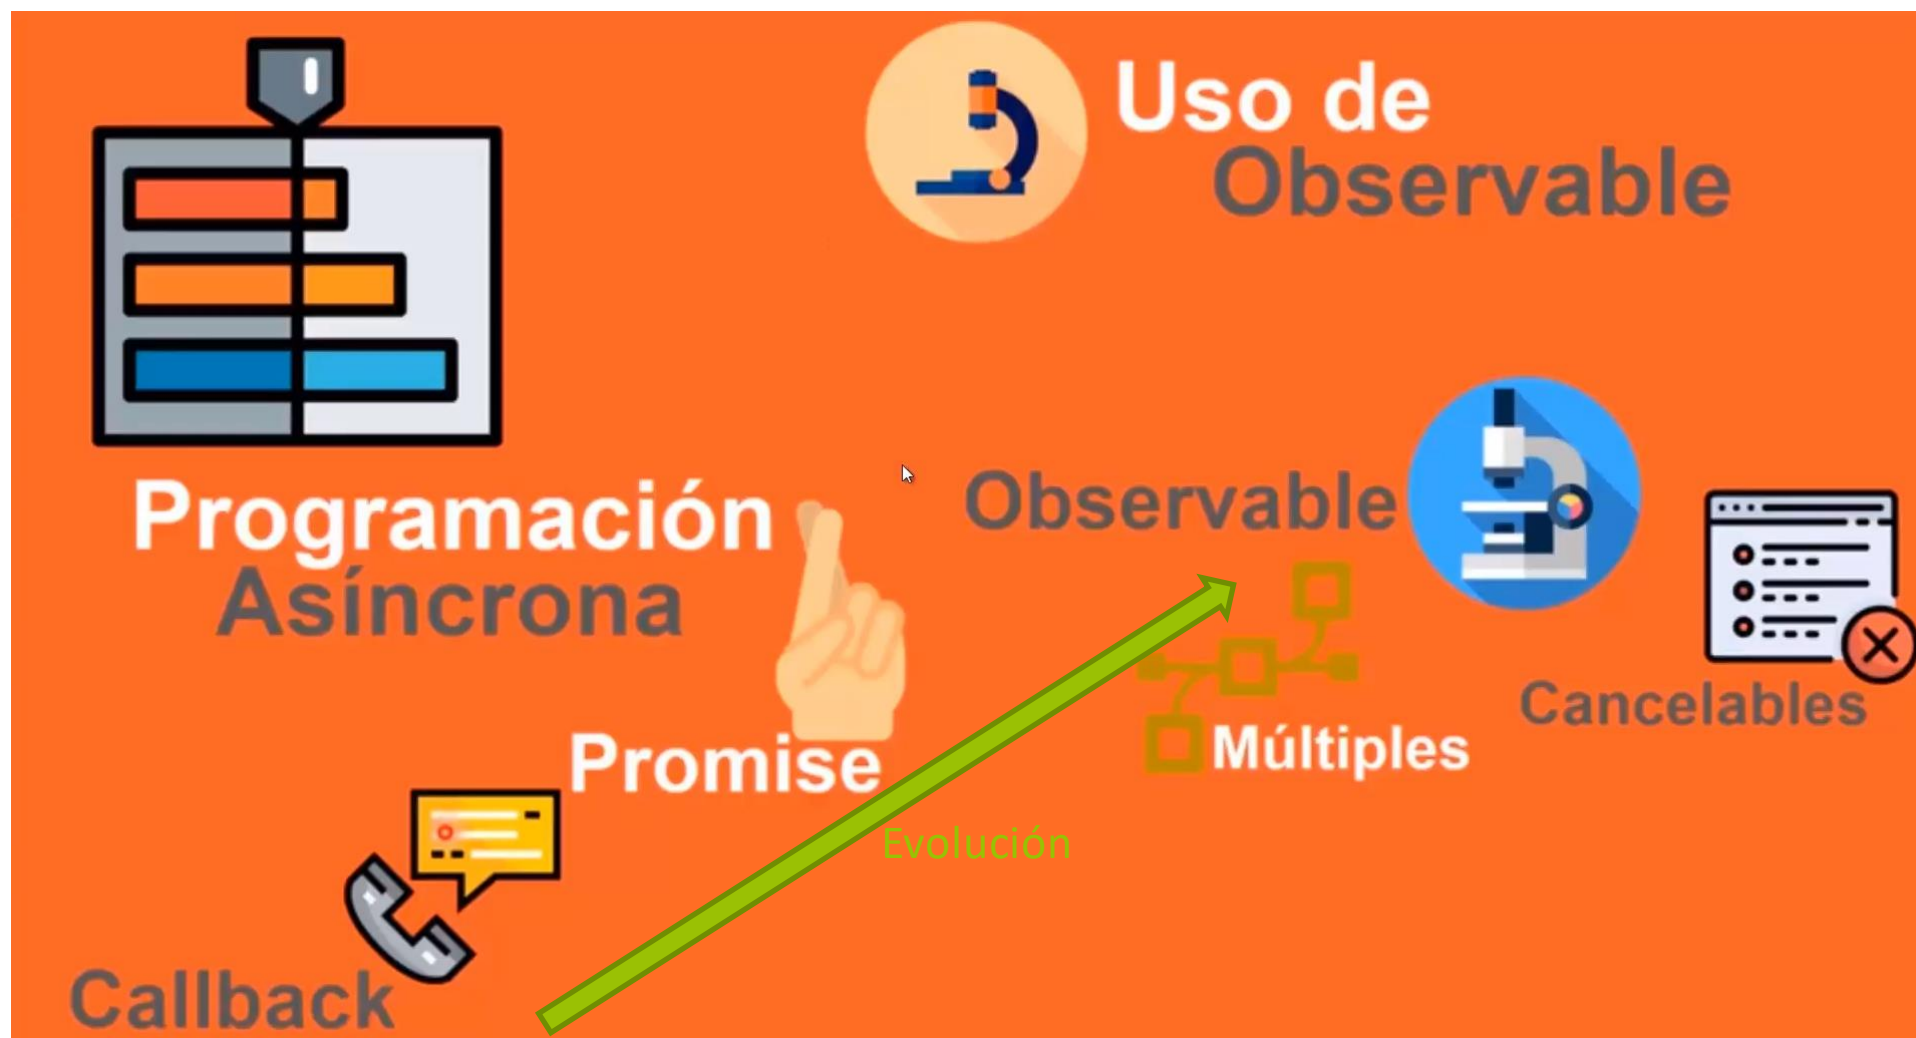 Uso de
Observable
Programación
Asíncrona
Observable
Cancelables
Múltiples
Promise
Evolución
Callback